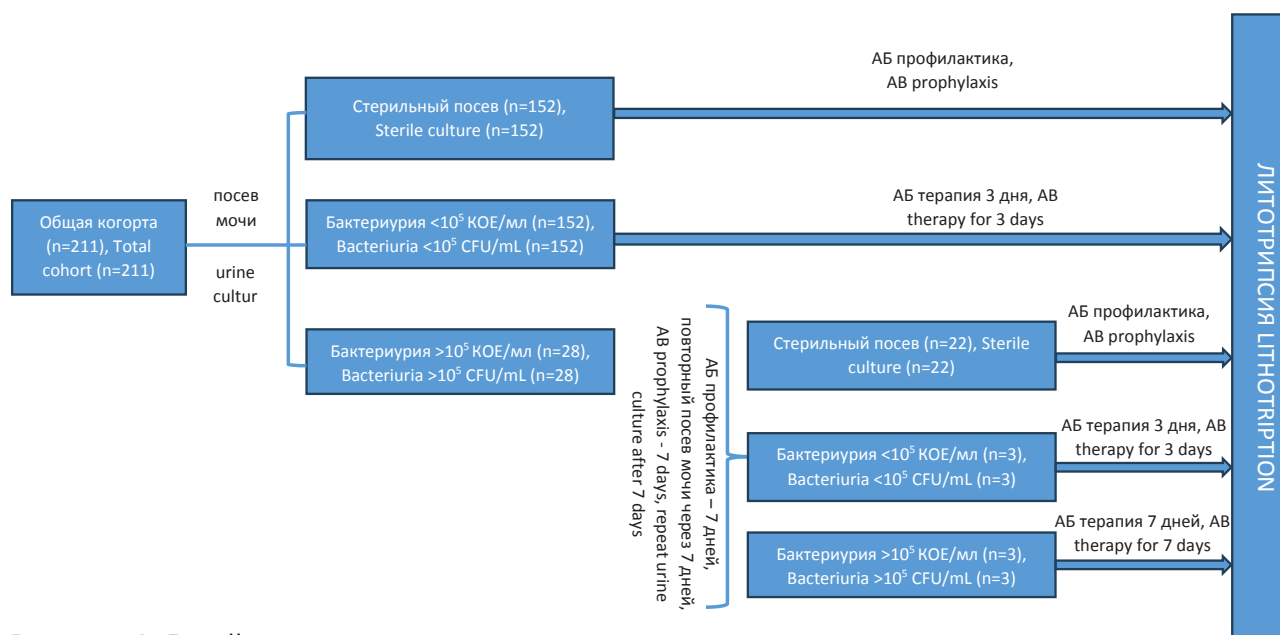 АБ профилактика,
AB prophylaxis
Стерильный посев (n=152),
Sterile culture (n=152)
посев
мочи
urine
cultur
Общая когорта
(n=211), Total
cohort (n=211)
АБ терапия 3 дня, AB
therapy for 3 days
Бактериурия <10⁵ КОЕ/мл (n=152),
Bacteriuria <10⁵ CFU/mL (n=152)
Бактериурия >10⁵ КОЕ/мл (n=28),
Bacteriuria >10⁵ CFU/mL (n=28)
АБ профилактика – 7 дней,
повторный посев мочи через 7 дней,
AB prophylaxis - 7 days, repeat urine
culture after 7 days
Стерильный посев (n=22), Sterile
culture (n=22)
АБ профилактика,
AB prophylaxis
Бактериурия <10⁵ КОЕ/мл (n=3),
Bacteriuria <10⁵ CFU/mL (n=3)
АБ терапия 3 дня, AB
therapy for 3 days
Бактериурия >10⁵ КОЕ/мл (n=3),
Bacteriuria >10⁵ CFU/mL (n=3)
АБ терапия 7 дней, AB
therapy for 7 days
ЛИТОТРИПСИЯ LITHOTRIPTION